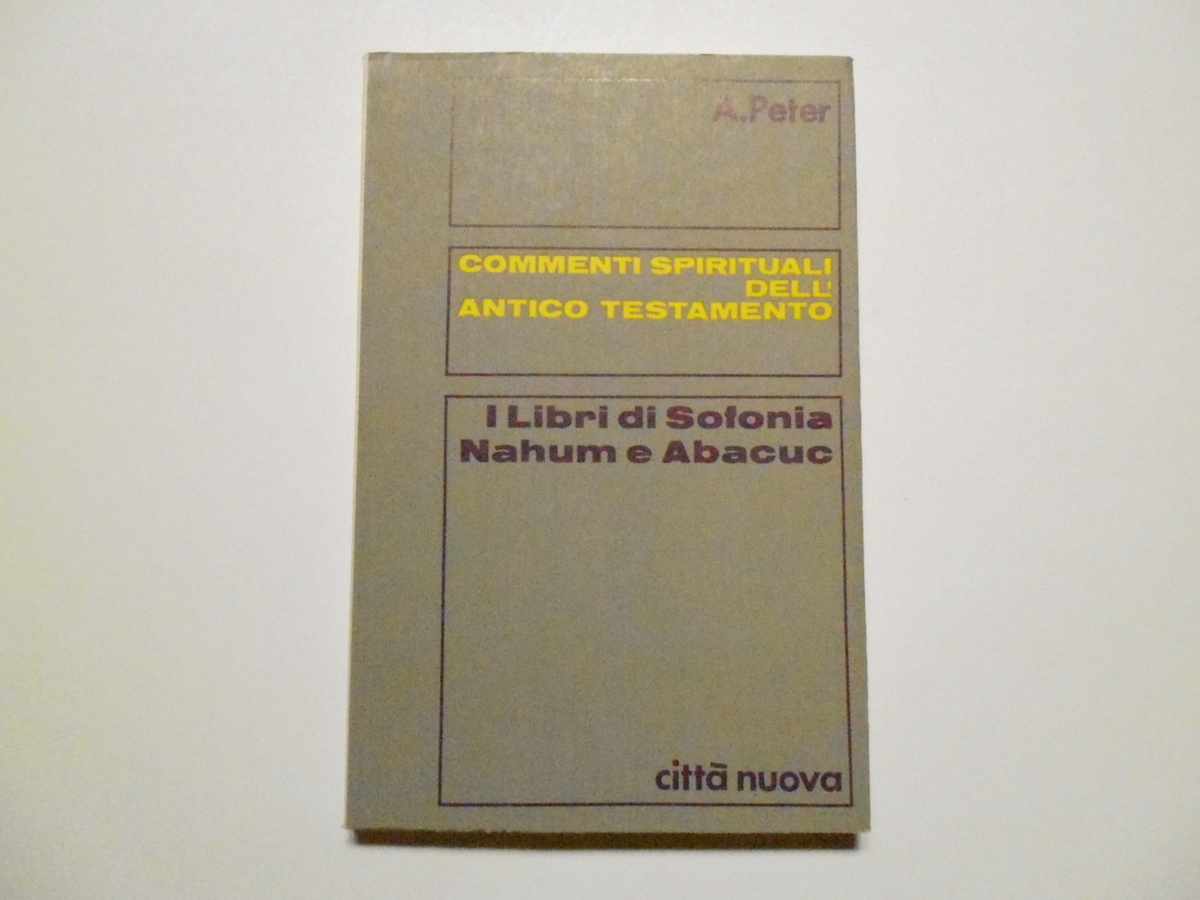 A.Peter
COMMENTI SPIRITUALI
DELL'
ANTICO TESTAMENTO
I Libri di Sofonia
Nahum e Abacuc
città nuova